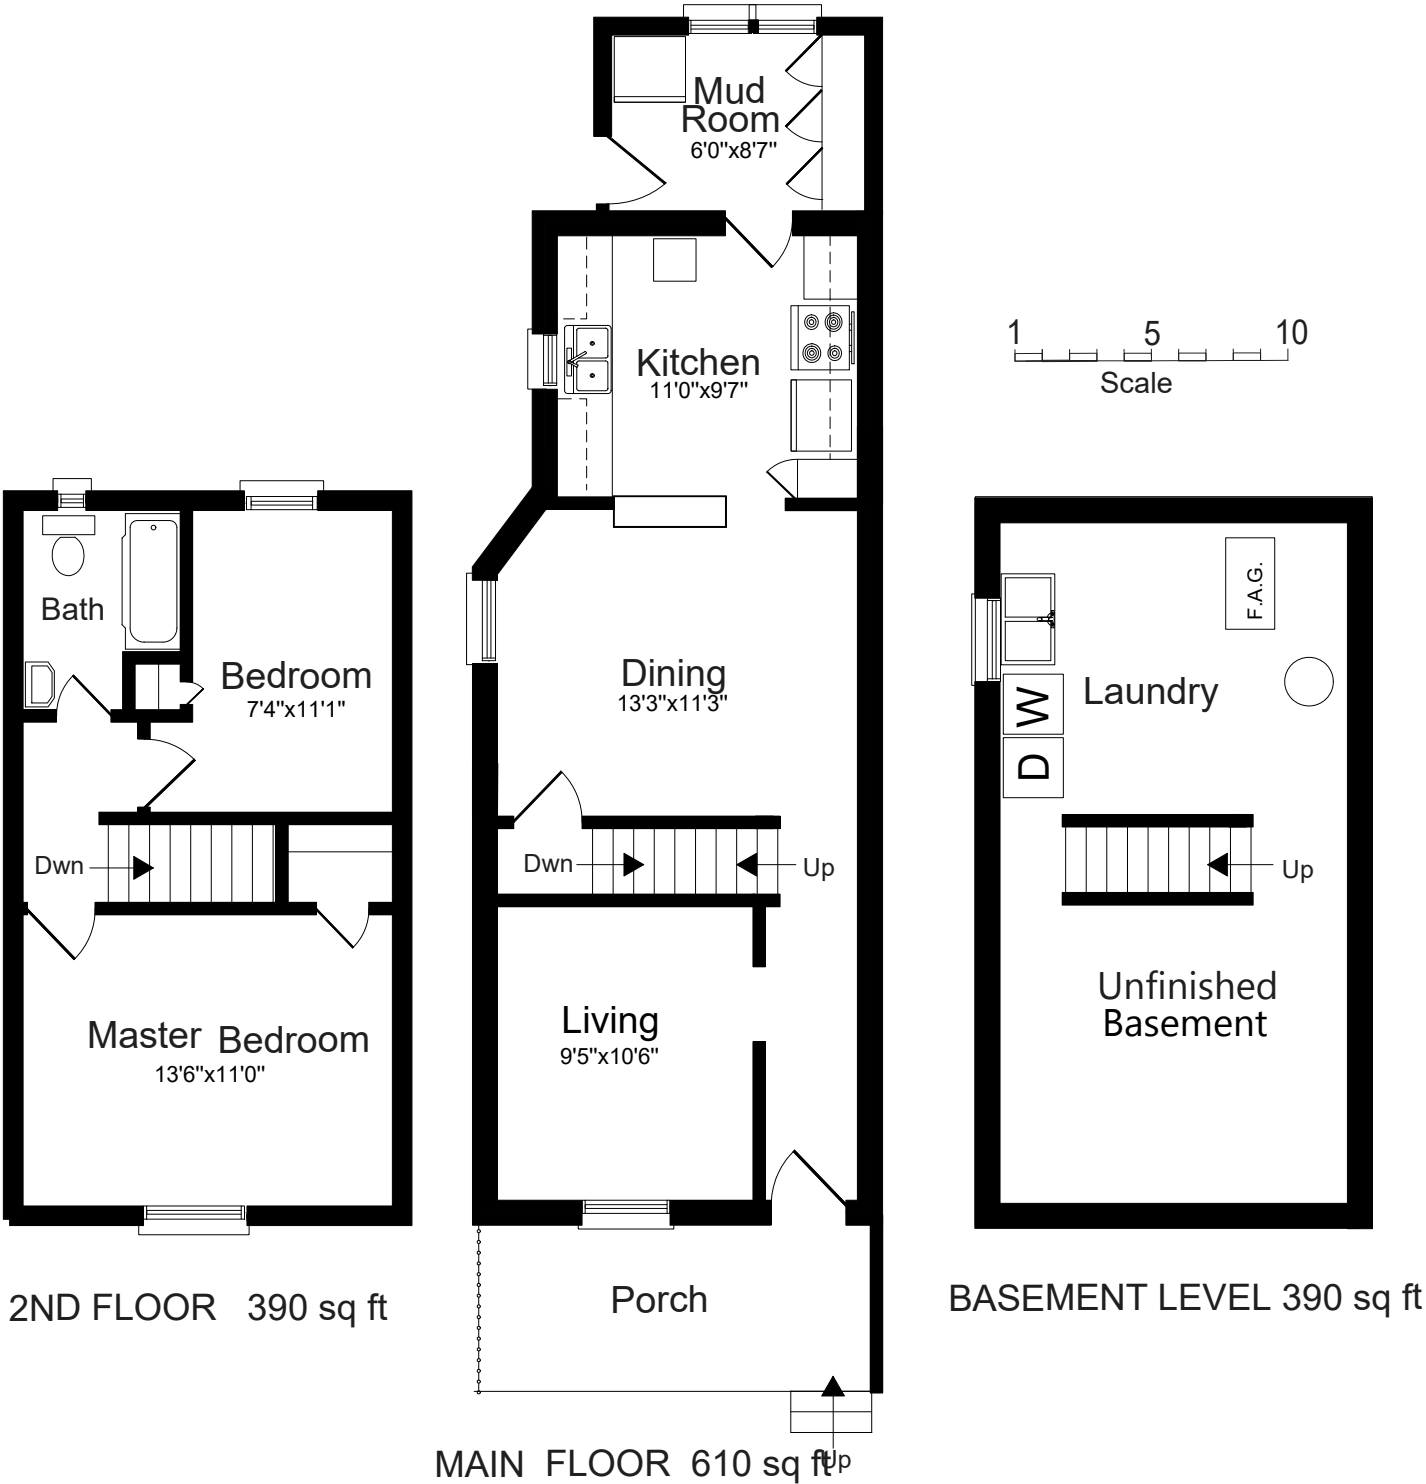 Mud
Room
6'0"x8'7"
Kitchen
11'0"x9'7"
1 5 10
Scale
Bath
Bedroom
7'4"x11'1"
Dwn
Master Bedroom
13'6"x11'0"
2ND FLOOR 390 sq ft
Dining
13'3"x11'3"
Dwn
Up
Living
9'5"x10'6"
Porch
Up
MAIN FLOOR 610 sq ft
F.A.G.
Laundry
W
D
Up
Unfinished
Basement
BASEMENT LEVEL 390 sq ft